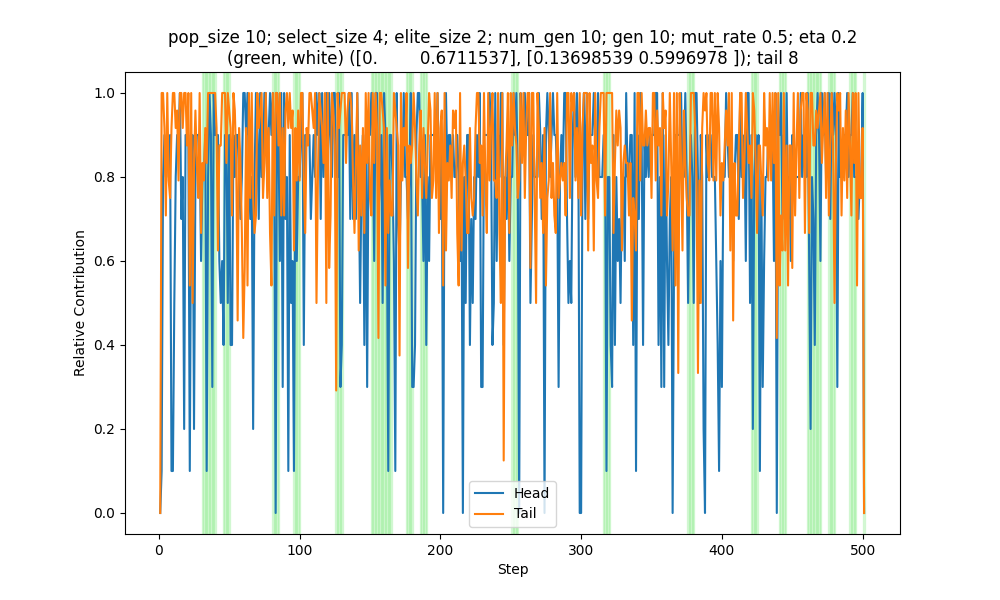 pop_size 10; select_size 4; elite_size 2; num_gen 10; gen 10; mut_rate 0.5; eta 0.2
(green, white) ([0. 0.6711537], [0.13698539 0.5996978 ]); tail 8
1.0
0.8
0.6
0.4
0.2
0.0
Relative Contribution
Head
Tail
0
100
200
300
400
500
Step